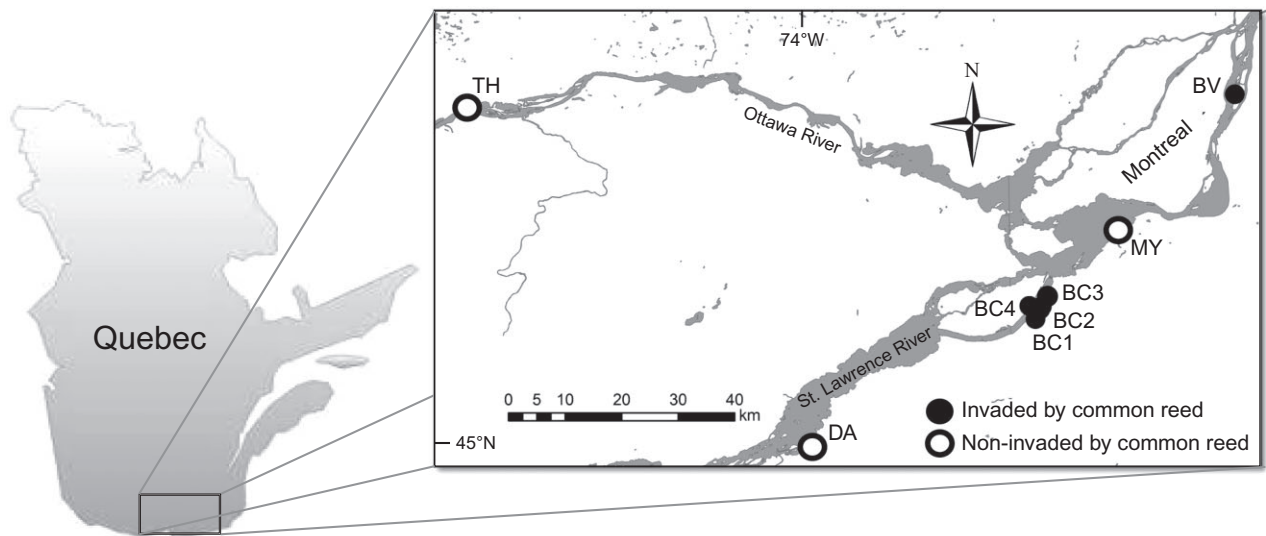 74°W
TH
N
BV
Ottawa River
Montreal
MY
Quebec
BC3
BC4
BC2
BC1
St. Lawrence River
0 5 10 20 30 40
km
Invaded by common reed
45°N
DA
Non-invaded by common reed